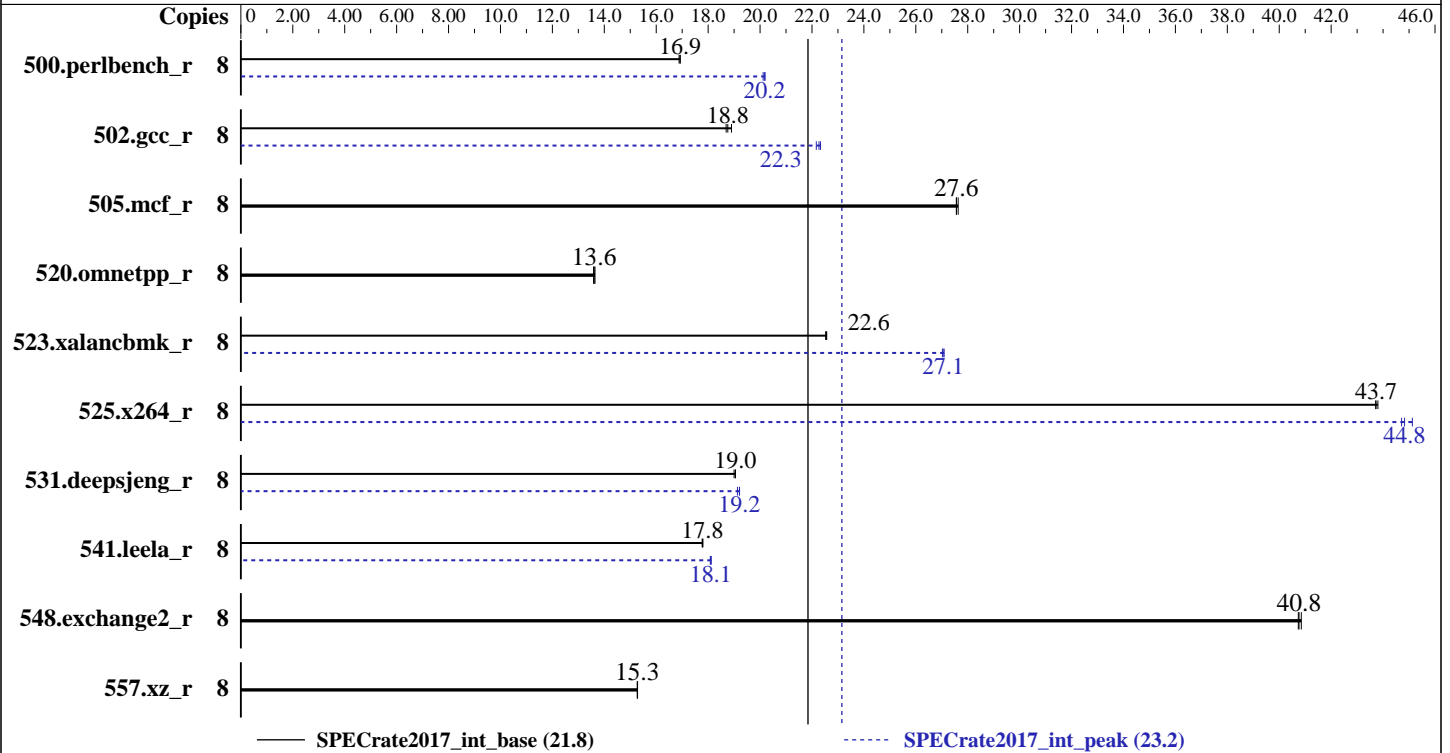 Copies 0 2.00 4.00 6.00 8.00 10.0 12.0 14.0 16.0 18.0 20.0 22.0 24.0 26.0 28.0 30.0 32.0 34.0 36.0 38.0 40.0 42.0 46.0
16.9
500.perlbench_r 8
20.2
18.8
502.gcc_r 8
22.3
27.6
505.mcf_r 8
13.6
520.omnetpp_r 8
22.6
523.xalancbmk_r 8
27.1
43.7
525.x264_r 8
44.8
19.0
531.deepsjeng_r 8
19.2
17.8
541.leela_r 8
18.1
40.8
548.exchange2_r 8
15.3
557.xz_r 8
SPECrate2017_int_base (21.8) SPECrate2017_int_peak (23.2)